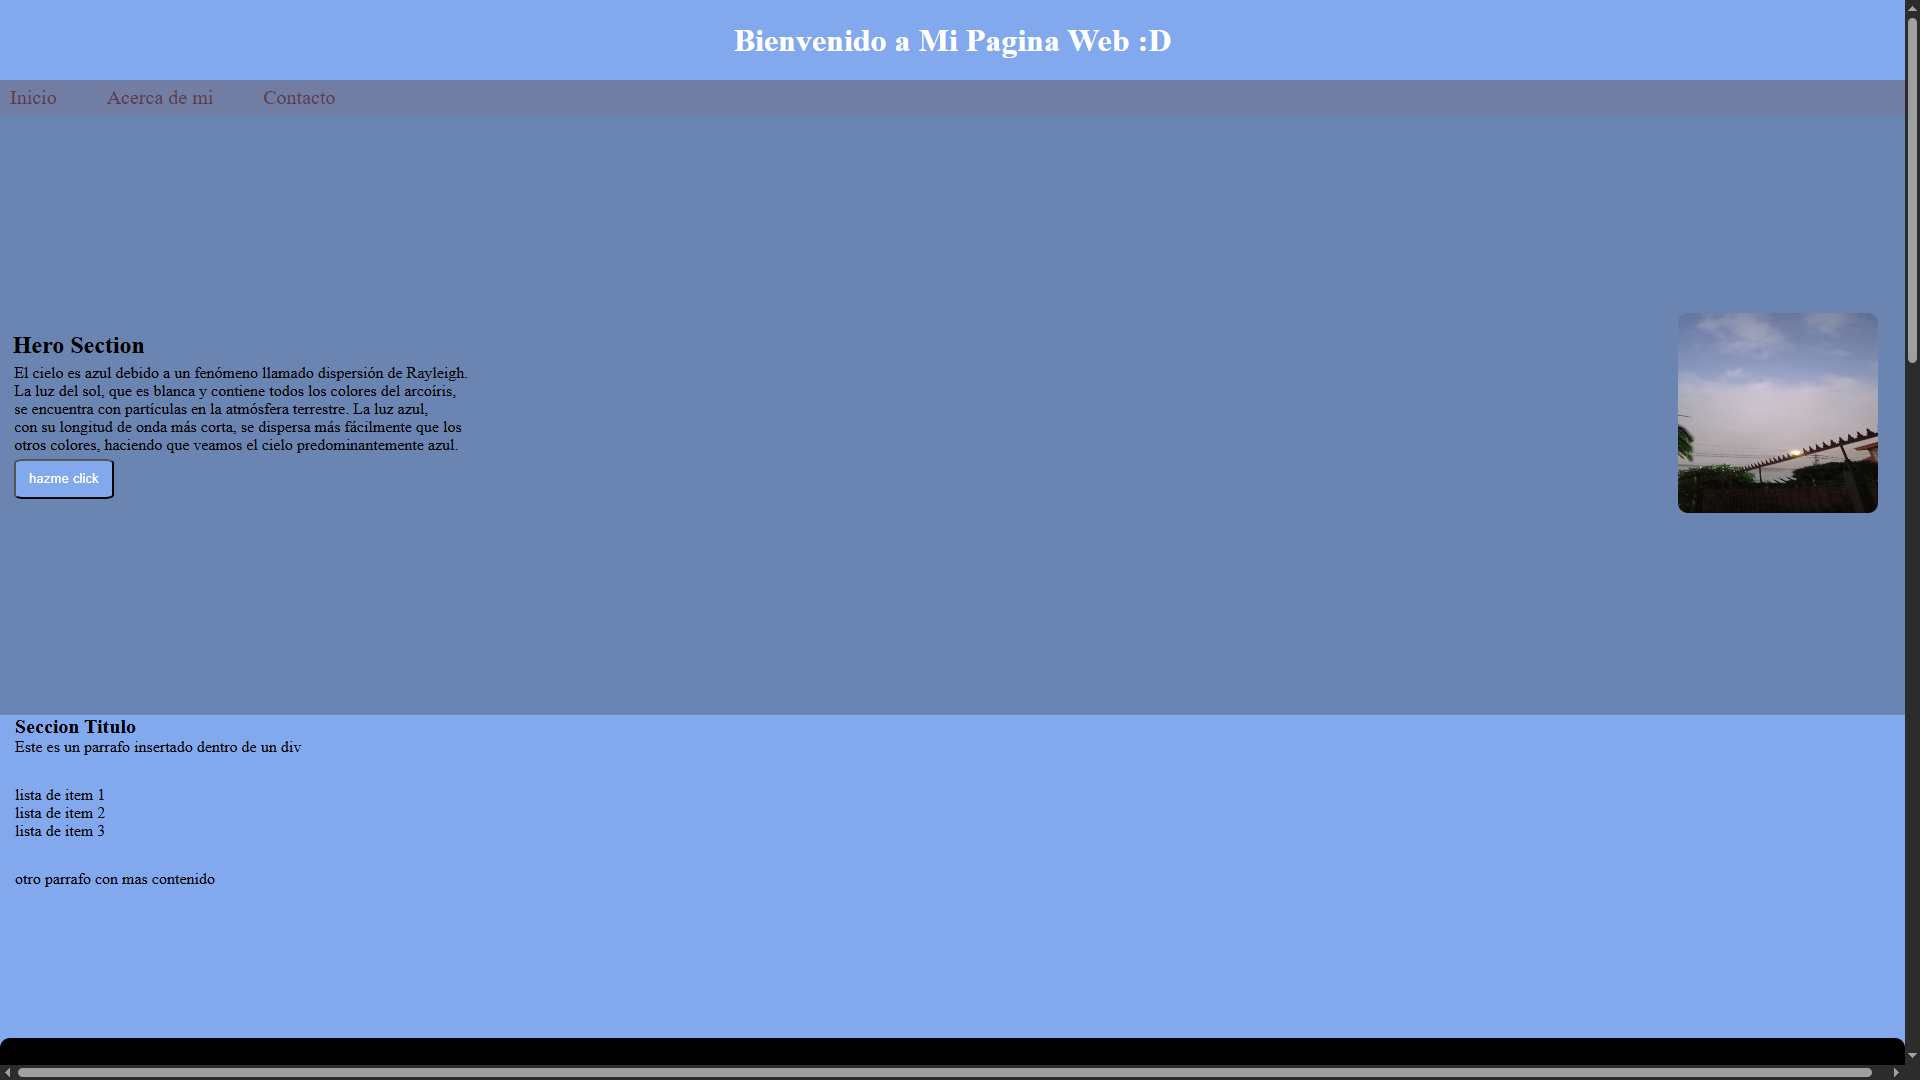 Bienvenido a Mi Pagina Web :D
Inicio Acerca de mi Contacto
Hero Section
El cielo es azul debido a un fenómeno llamado dispersión de Rayleigh.
La luz del sol, que es blanca y contiene todos los colores del arcoíris,
se encuentra con partículas en la atmósfera terrestre. La luz azul,
con su longitud de onda más corta, se dispersa más fácilmente que los
otros colores, haciendo que veamos el cielo predominantemente azul.
hazme click
Seccion Titulo
Este es un parrafo insertado dentro de un div
lista de item 1
lista de item 2
lista de item 3
otro parrafo con mas contenido